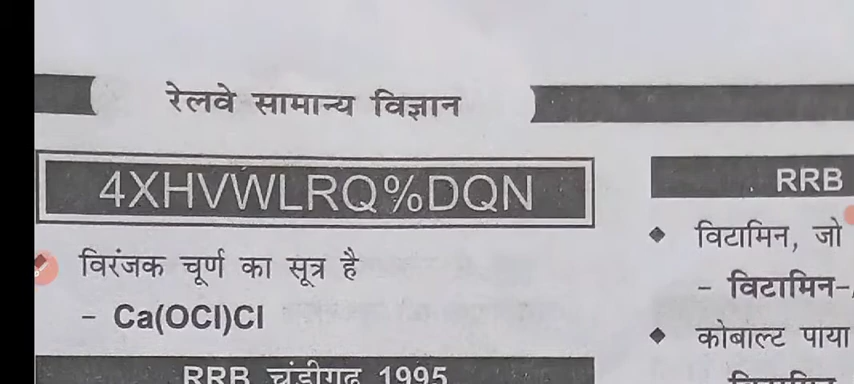 रेलवे सामान्य विज्ञान
4XHVWLRQ%DQN
विरंजक चूर्ण का सूत्र है
– Ca(OCl)Cl
RRB चंडीगढ़ 1995
RRB
◆ विटामिन, जो
– विटामिन–
◆ कोबाल्ट पाया